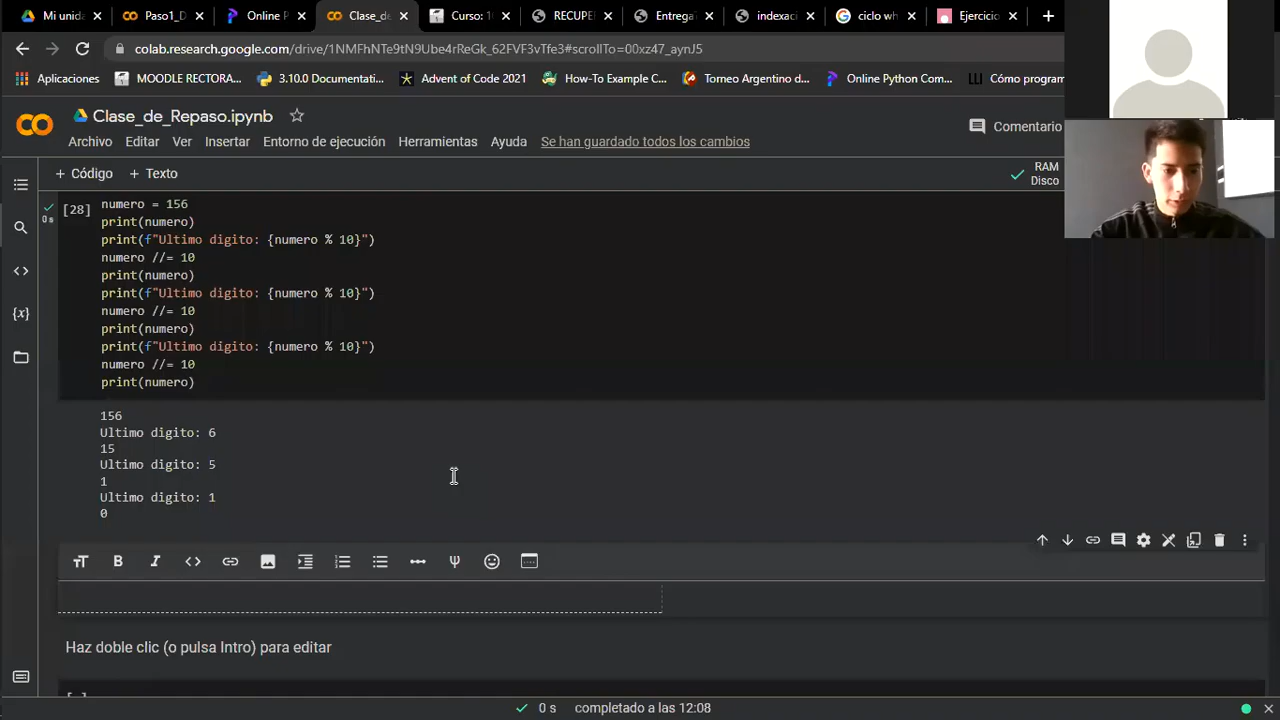 Mi unida
Paso1_D
Online P
Clase_de
Curso: 1
RECUPE
Entrega
indexaci
ciclo wh
Ejercicio
colab.research.google.com/drive/1NMFhNTe9tN9Ube4rReGk_62FVF3vTfe3#scrollTo=00xz47_aynJ5
Aplicaciones
MOODLE RECTORA...
3.10.0 Documentati...
Advent of Code 2021
How-To Example C...
Torneo Argentino d...
Online Python Com...
Cómo program
Clase_de_Repaso.ipynb
Comentario
Archivo Editar Ver Insertar Entorno de ejecución Herramientas Ayuda Se han guardado todos los cambios
+ Código + Texto
RAM
Disco
[28]
0 s
numero = 156
print(numero)
print(f"Ultimo digito: {numero % 10}")
numero //= 10
print(numero)
print(f"Ultimo digito: {numero % 10}")
numero //= 10
print(numero)
print(f"Ultimo digito: {numero % 10}")
numero //= 10
print(numero)
156
Ultimo digito: 6
15
Ultimo digito: 5
1
Ultimo digito: 1
0
Haz doble clic (o pulsa Intro) para editar
0 s completado a las 12:08